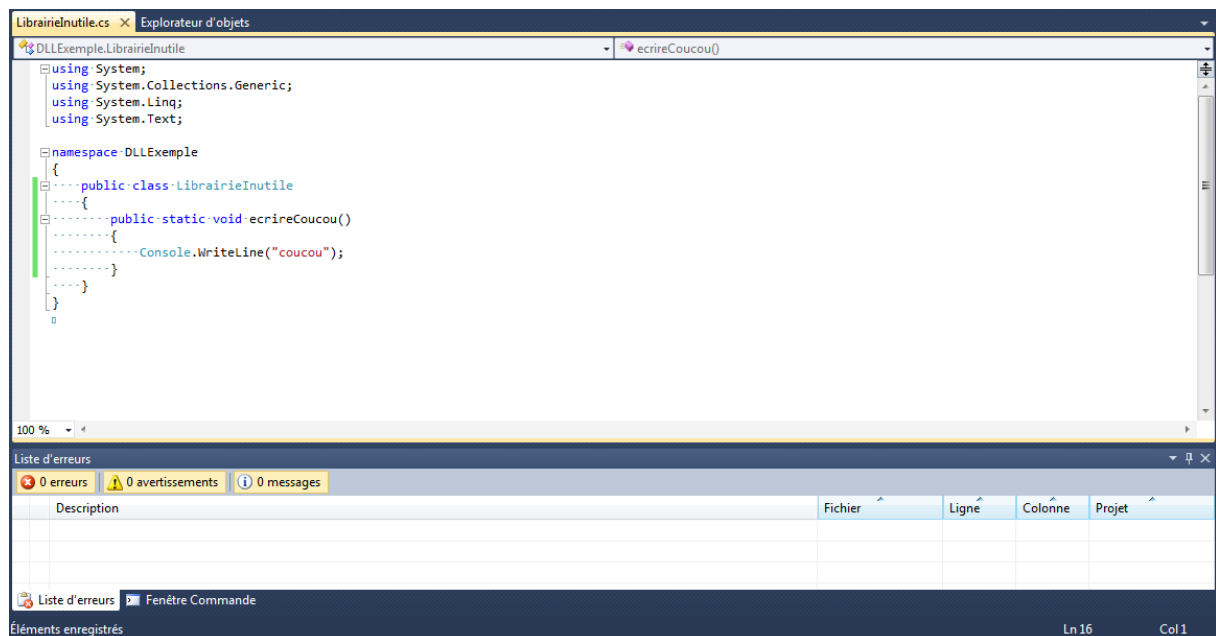 LibrairieInutile.cs Explorateur d'objets
DLLExemple.LibrairieInutile ecrireCoucou()
using System;
using System.Collections.Generic;
using System.Linq;
using System.Text;
namespace DLLExemple
{
public class LibrairieInutile
{
public static void ecrireCoucou()
{
Console.WriteLine("coucou");
}
}
}
100 %
Liste d'erreurs
0 erreurs 0 avertissements 0 messages
Description Fichier Ligne Colonne Projet
Liste d'erreurs Fenêtre Commande
Éléments enregistrés Ln 16 Col 1